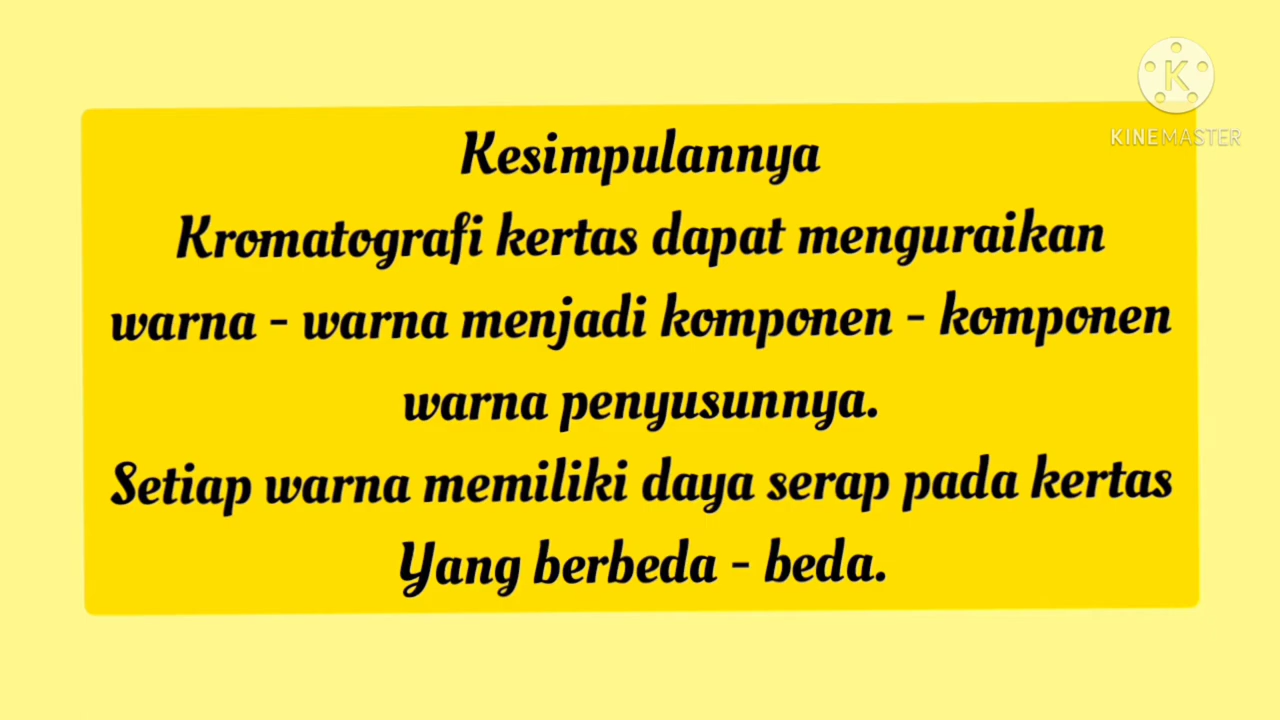 K
KINEMASTER
Kesimpulannya
Kromatografi kertas dapat menguraikan
warna - warna menjadi komponen - komponen
warna penyusunnya.
Setiap warna memiliki daya serap pada kertas
Yang berbeda - beda.